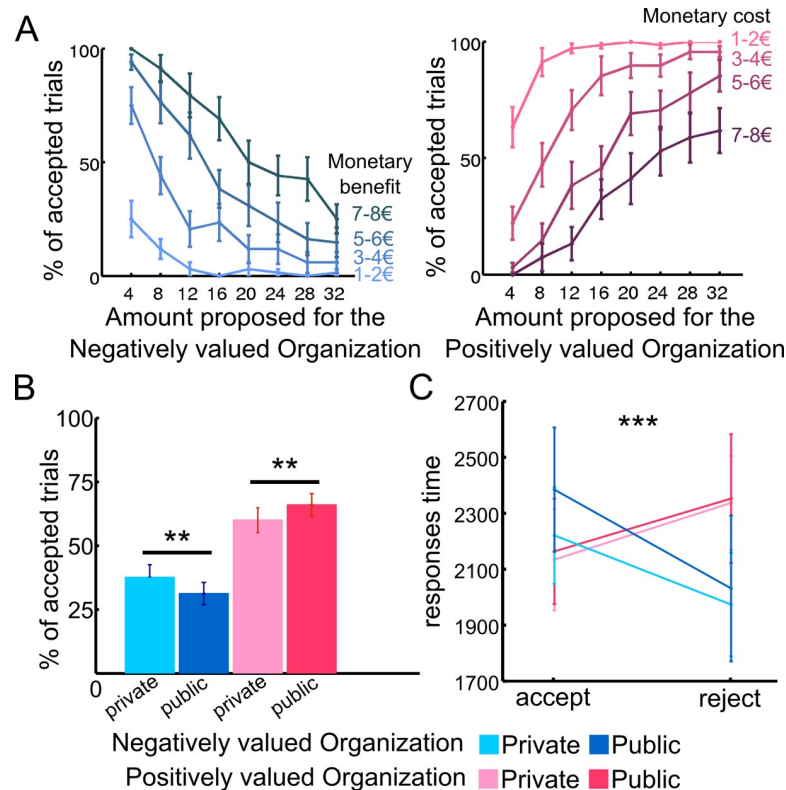 A
% of accepted trials
100
50
0
4 8 12 16 20 24 28 32
Amount proposed for the
Negatively valued Organization
Monetary
benefit
7-8€
5-6€
3-4€
1-2€
% of accepted trials
100
50
0
4 8 12 16 20 24 28 32
Amount proposed for the
Positively valued Organization
Monetary cost
1-2€
3-4€
5-6€
7-8€
B
% of accepted trials
100
75
50
25
0
**
**
private public private public
C
responses time
2700
2500
2300
2100
1900
1700
***
accept reject
Negatively valued Organization Private Public
Positively valued Organization Private Public